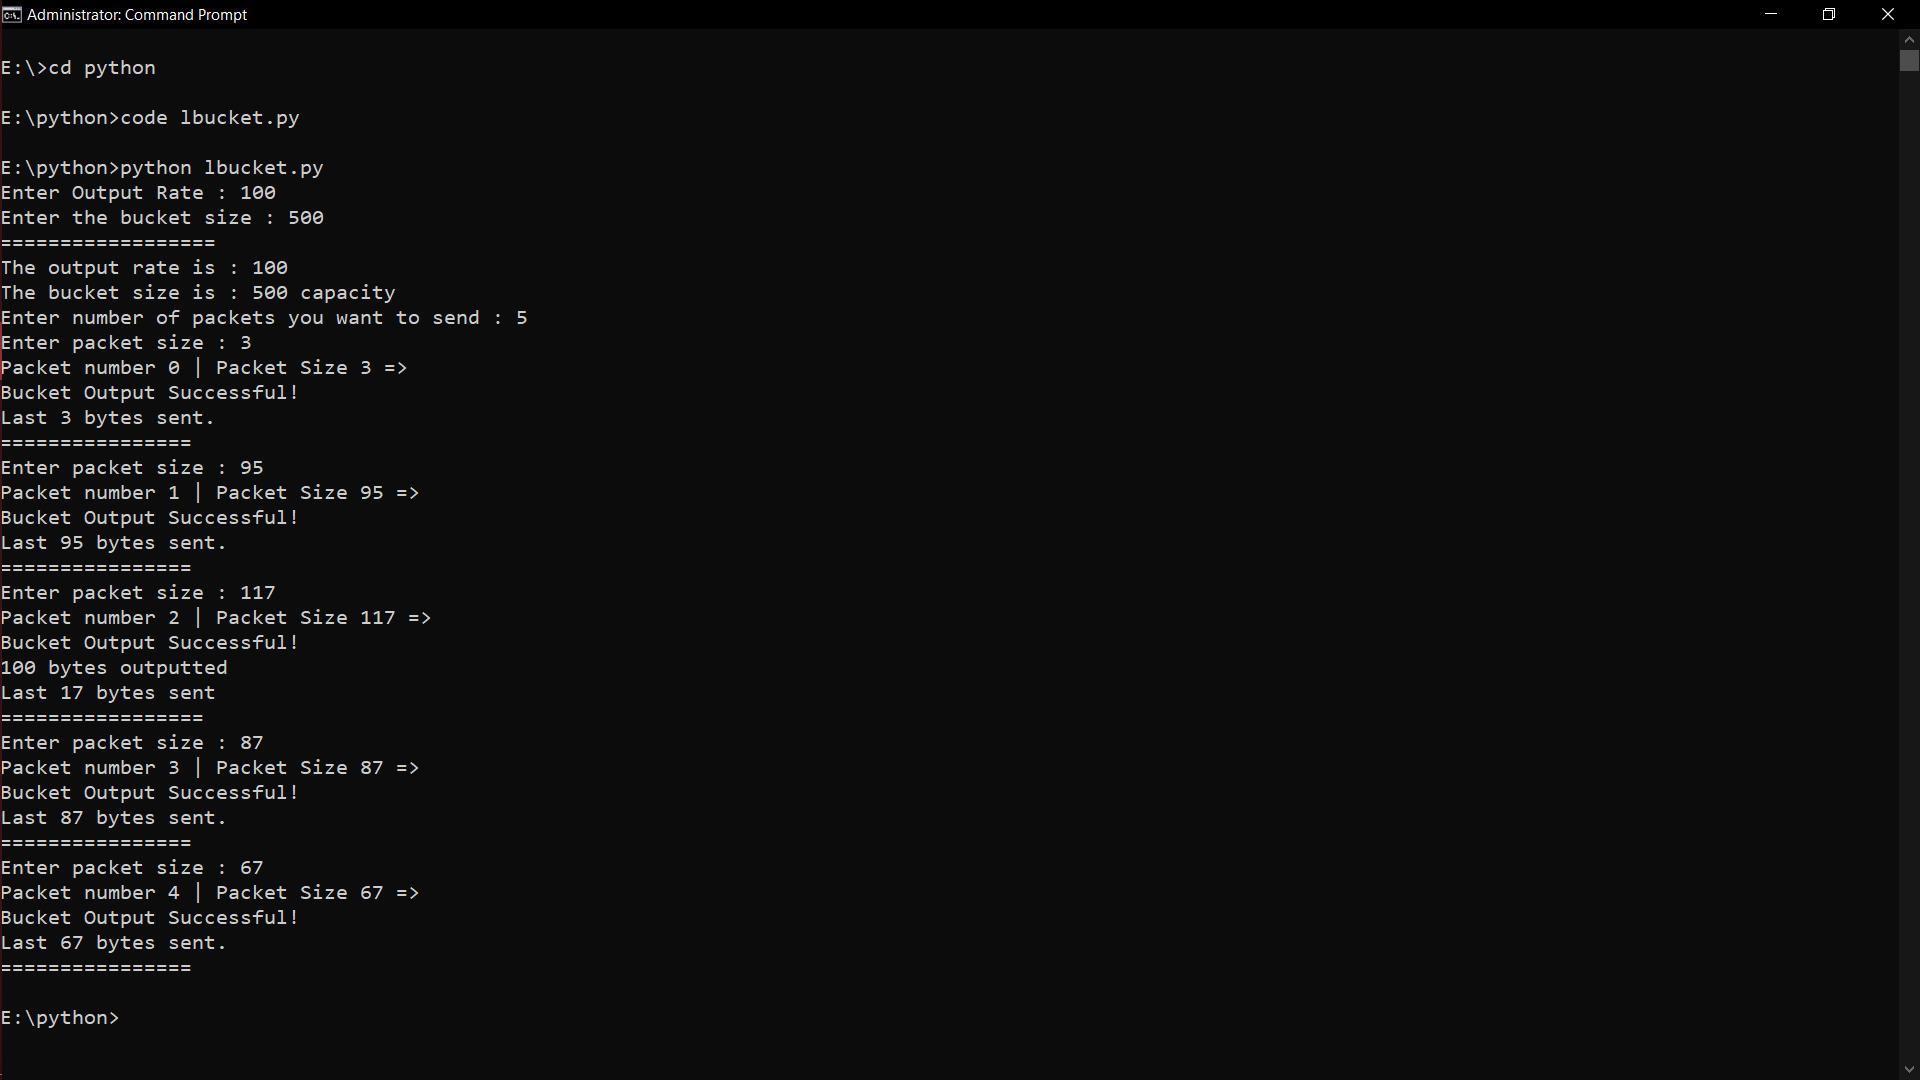 Administrator: Command Prompt
E:\>cd python
E:\python>code lbucket.py
E:\python>python lbucket.py
Enter Output Rate : 100
Enter the bucket size : 500
==================
The output rate is : 100
The bucket size is : 500 capacity
Enter number of packets you want to send : 5
Enter packet size : 3
Packet number 0 | Packet Size 3 =>
Bucket Output Successful!
Last 3 bytes sent.
================
Enter packet size : 95
Packet number 1 | Packet Size 95 =>
Bucket Output Successful!
Last 95 bytes sent.
================
Enter packet size : 117
Packet number 2 | Packet Size 117 =>
Bucket Output Successful!
100 bytes outputted
Last 17 bytes sent
=================
Enter packet size : 87
Packet number 3 | Packet Size 87 =>
Bucket Output Successful!
Last 87 bytes sent.
================
Enter packet size : 67
Packet number 4 | Packet Size 67 =>
Bucket Output Successful!
Last 67 bytes sent.
================
E:\python>